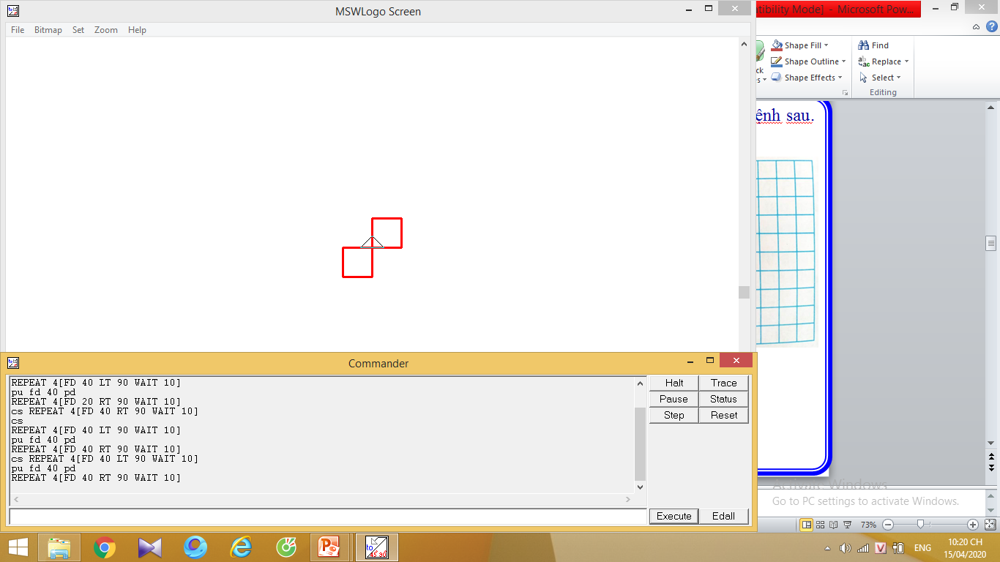 MSWLogo Screen
File Bitmap Set Zoom Help
tibility Mode] - Microsoft Pow...
Shape Fill
Shape Outline
Shape Effects
Find
Replace
Select
Editing
ệnh sau.
Commander
REPEAT 4[FD 40 LT 90 WAIT 10]
pu fd 40 pd
REPEAT 4[FD 20 RT 90 WAIT 10]
cs REPEAT 4[FD 40 RT 90 WAIT 10]
cs
REPEAT 4[FD 40 LT 90 WAIT 10]
pu fd 40 pd
REPEAT 4[FD 40 RT 90 WAIT 10]
cs REPEAT 4[FD 40 LT 90 WAIT 10]
pu fd 40 pd
REPEAT 4[FD 40 RT 90 WAIT 10]
Halt Trace
Pause Status
Step Reset
Execute Edall
Activate Windows
Go to PC settings to activate Windows.
73%
ENG
10:20 CH
15/04/2020